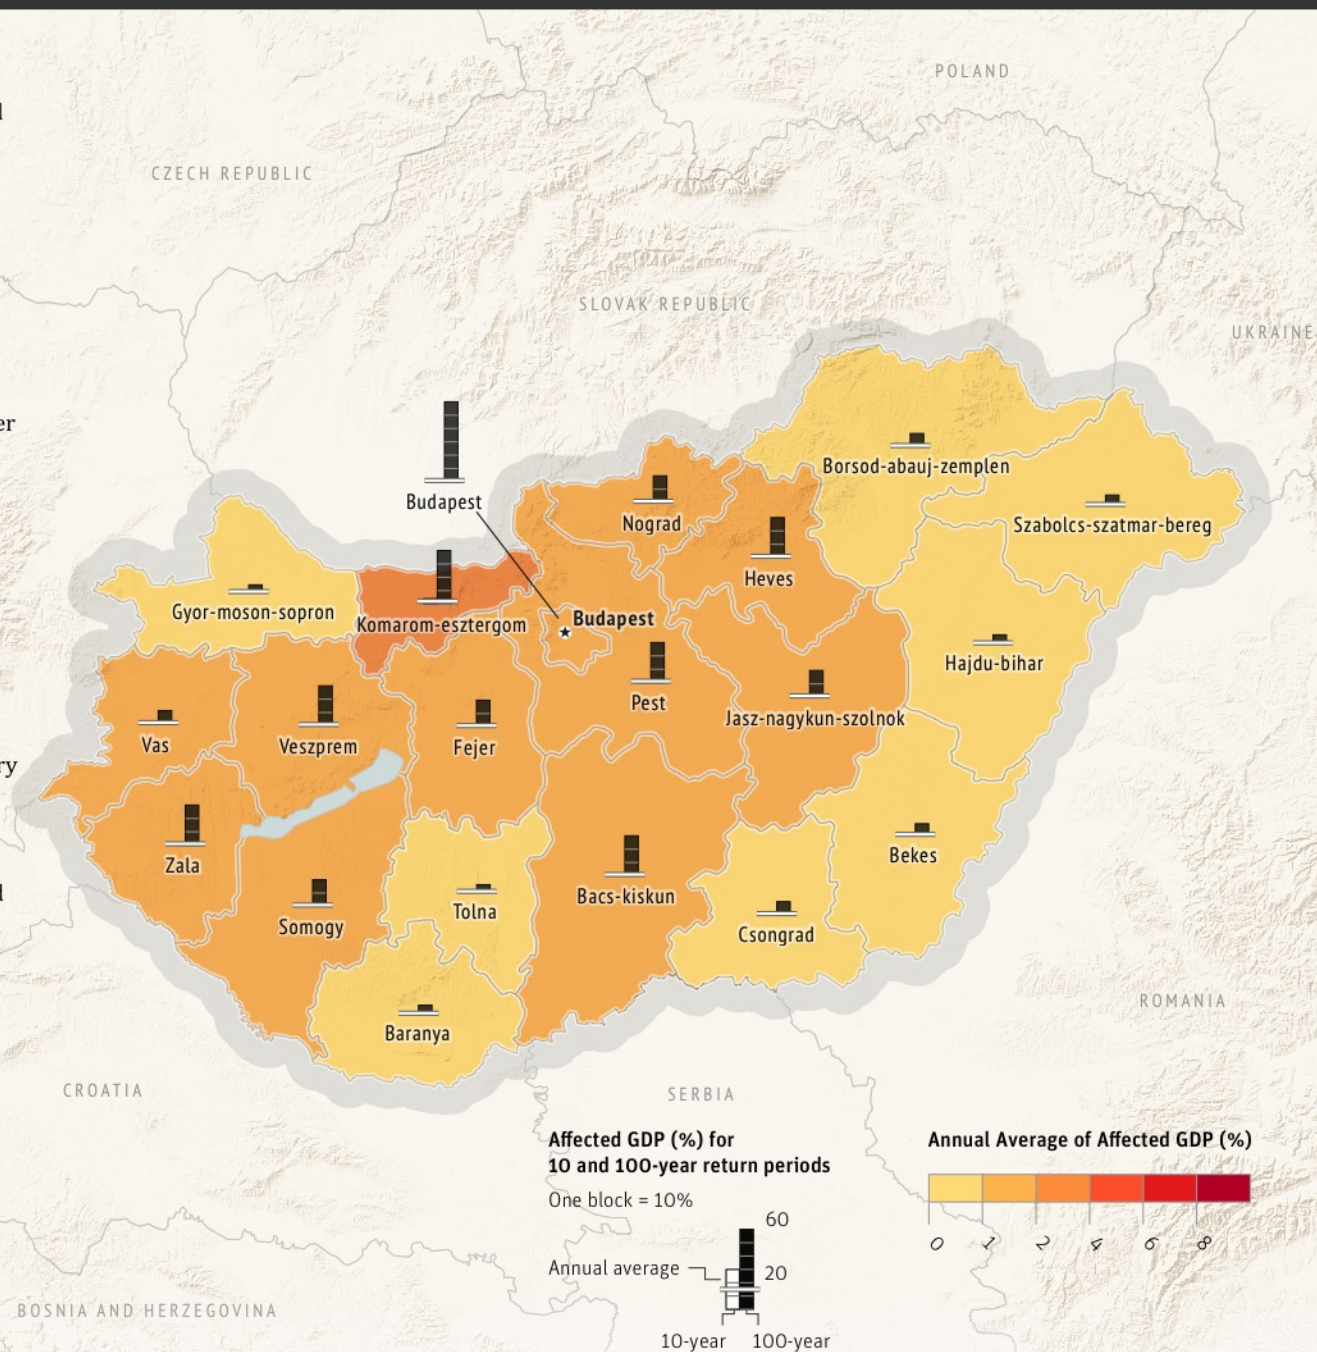 POLAND
l
CZECH REPUBLIC
SLOVAK REPUBLIC
UKRAINE
er
Borsod-abauj-zemplen
Budapest
Nograd
Szabolcs-szatmar-bereg
Heves
Gyor-moson-sopron
Komarom-esztergom
Budapest
Hajdu-bihar
Pest
Jasz-nagykun-szolnok
Vas
Veszprem
Fejer
ry
Zala
Bekes
l
Bacs-kiskun
Tolna
Somogy
Csongrad
ROMANIA
Baranya
CROATIA
SERBIA
Affected GDP (%) for
10 and 100-year return periods
One block = 10%
60
Annual average
20
10-year 100-year
Annual Average of Affected GDP (%)
0 1 2 4 6 8
BOSNIA AND HERZEGOVINA